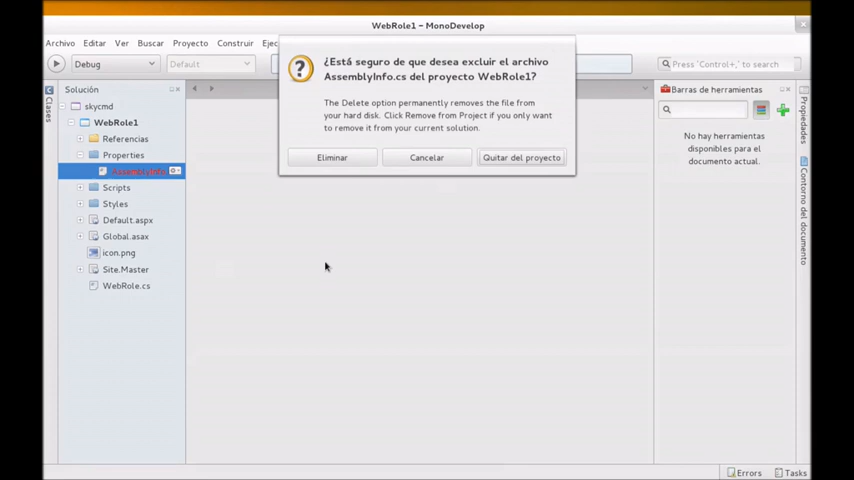 WebRole1 – MonoDevelop
Archivo Editar Ver Buscar Proyecto Construir Ejec
Debug Default Press 'Control+,' to search
¿Está seguro de que desea excluir el archivo
AssemblyInfo.cs del proyecto WebRole1?
The Delete option permanently removes the file from
your hard disk. Click Remove from Project if you only want
to remove it from your current solution.
Eliminar Cancelar Quitar del proyecto
Clases
Solución
skycmd
WebRole1
Referencias
Properties
AssemblyInfo
Scripts
Styles
Default.aspx
Global.asax
icon.png
Site.Master
WebRole.cs
Barras de herramientas
No hay herramientas
disponibles para el
documento actual.
Propiedades
Contorno del documento
Errors Tasks